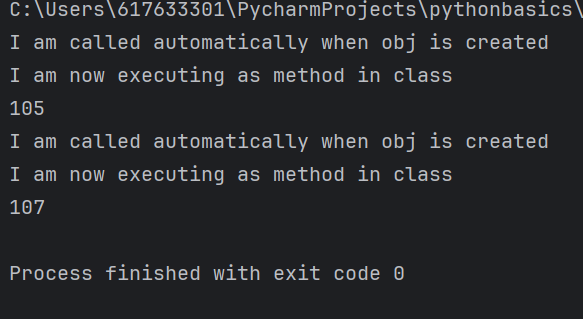 C:\Users\617633301\PycharmProjects\pythonbasics\
I am called automatically when obj is created
I am now executing as method in class
105
I am called automatically when obj is created
I am now executing as method in class
107
Process finished with exit code 0